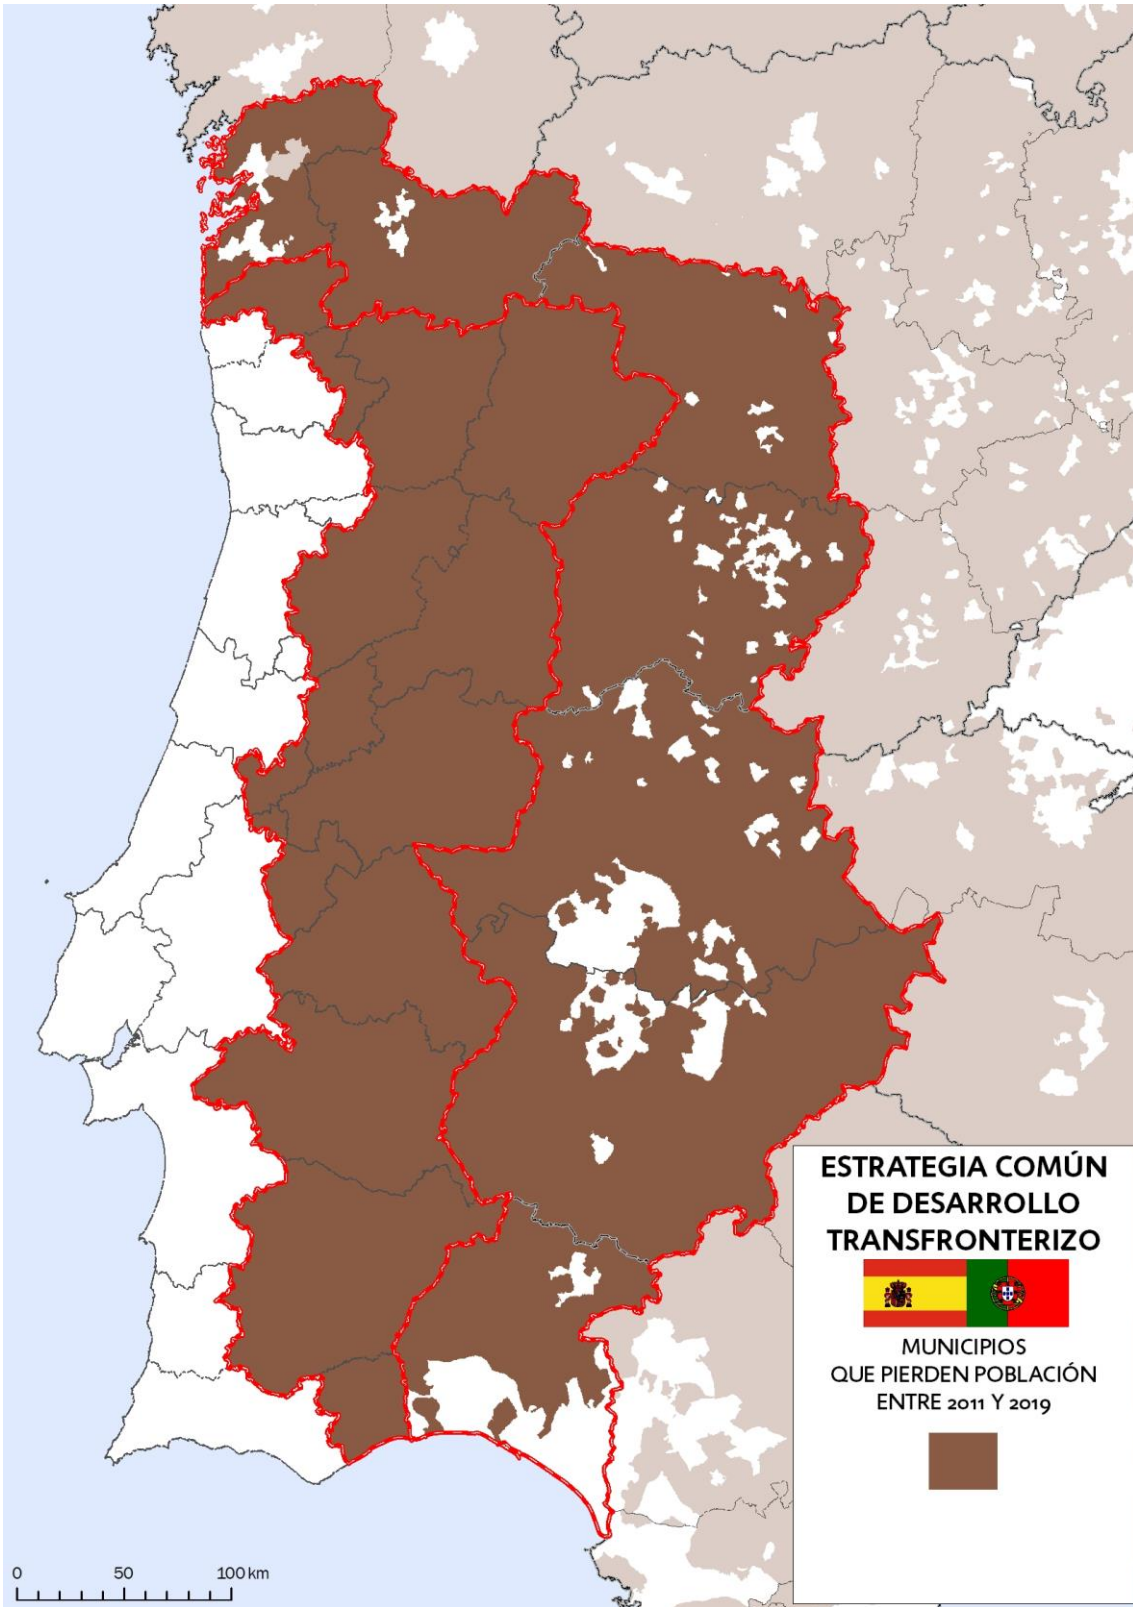 ESTRATEGIA COMÚN
DE DESARROLLO
TRANSFRONTERIZO
MUNICIPIOS
QUE PIERDEN POBLACIÓN
ENTRE 2011 Y 2019
0 50 100 km